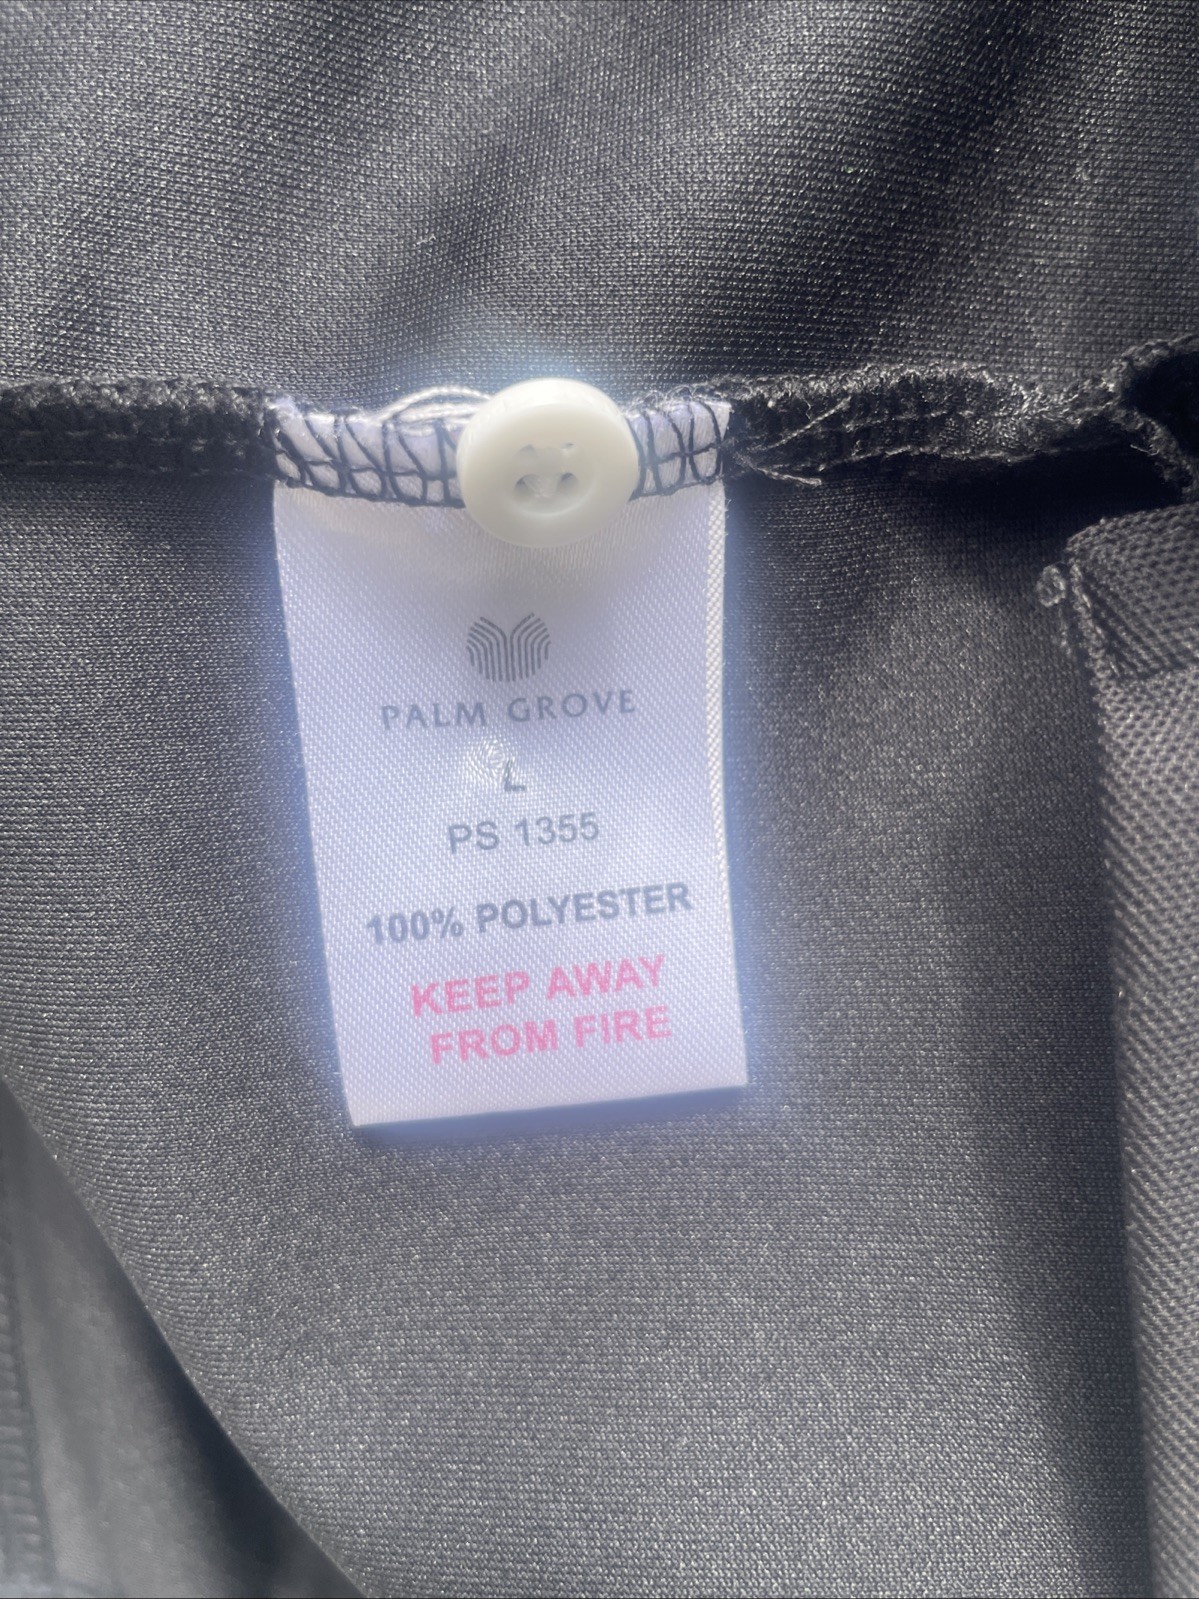 PALM GROVE
L
PS 1355
100% POLYESTER
KEEP AWAY
FROM FIRE